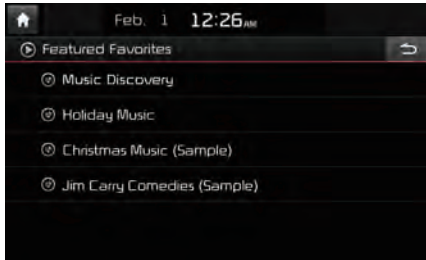 Feb. 1 12:26AM
Featured Favorites
Music Discovery
Holiday Music
Christmas Music (Sample)
Jim Carry Comedies (Sample)